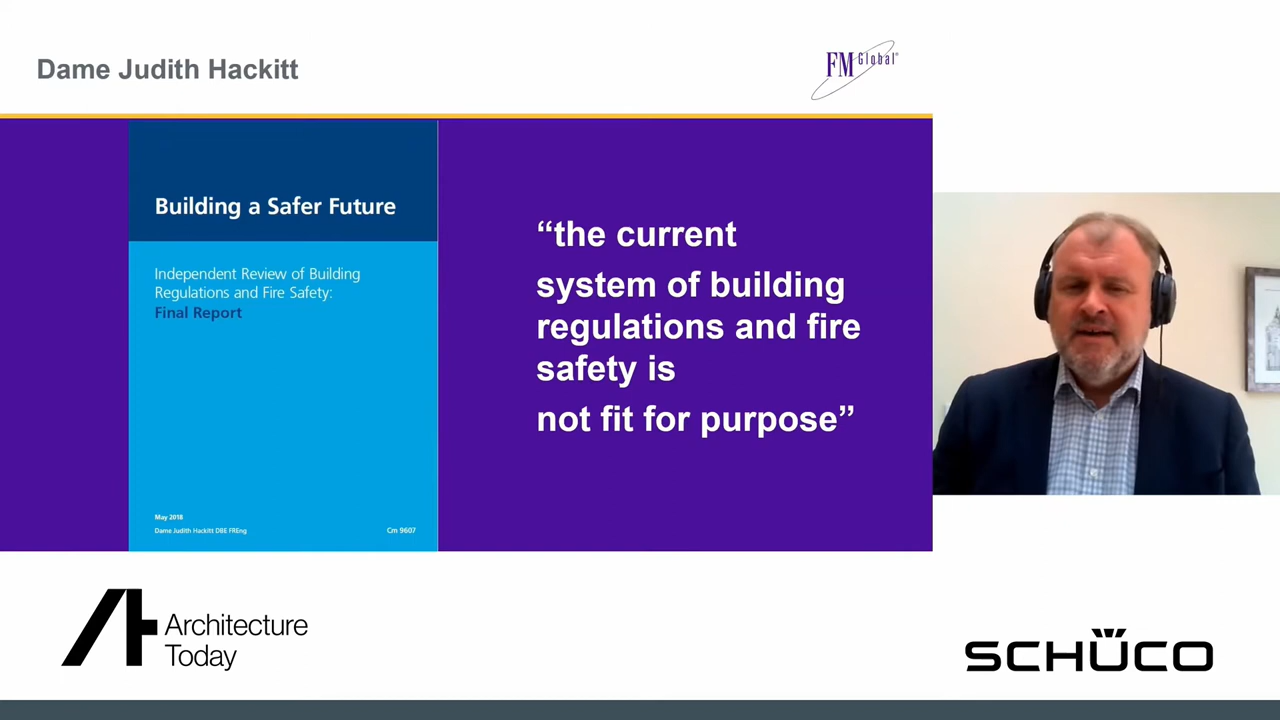 Dame Judith Hackitt
FM Global®
Building a Safer Future
Independent Review of Building
Regulations and Fire Safety:
Final Report
May 2018
Dame Judith Hackitt DBE FREng
Cm 9607
“the current
system of building
regulations and fire
safety is
not fit for purpose”
Architecture
Today
SCHÜCO